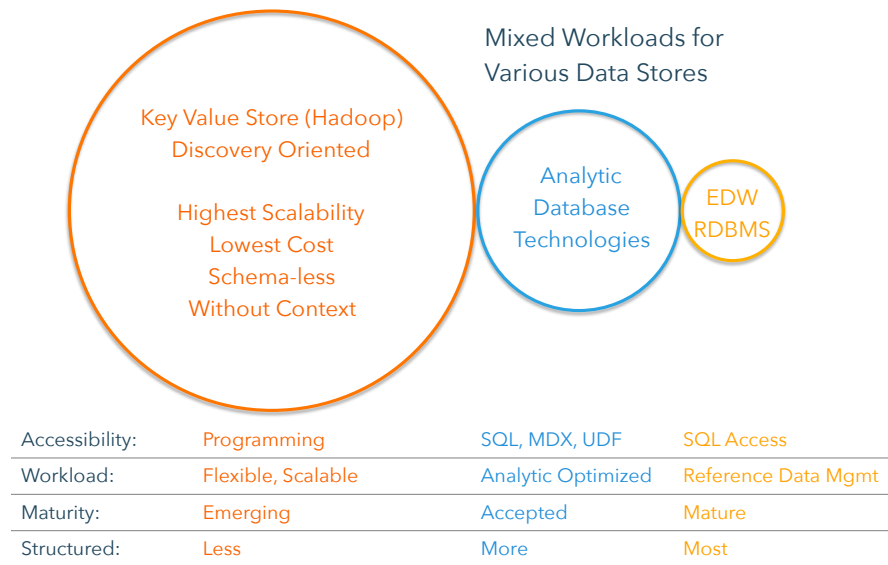 Mixed Workloads for
Various Data Stores
Key Value Store (Hadoop)
Discovery Oriented
Highest Scalability
Lowest Cost
Schema-less
Without Context
Analytic
Database
Technologies
EDW
RDBMS
Accessibility: Programming SQL, MDX, UDF SQL Access
Workload: Flexible, Scalable Analytic Optimized Reference Data Mgmt
Maturity: Emerging Accepted Mature
Structured: Less More Most